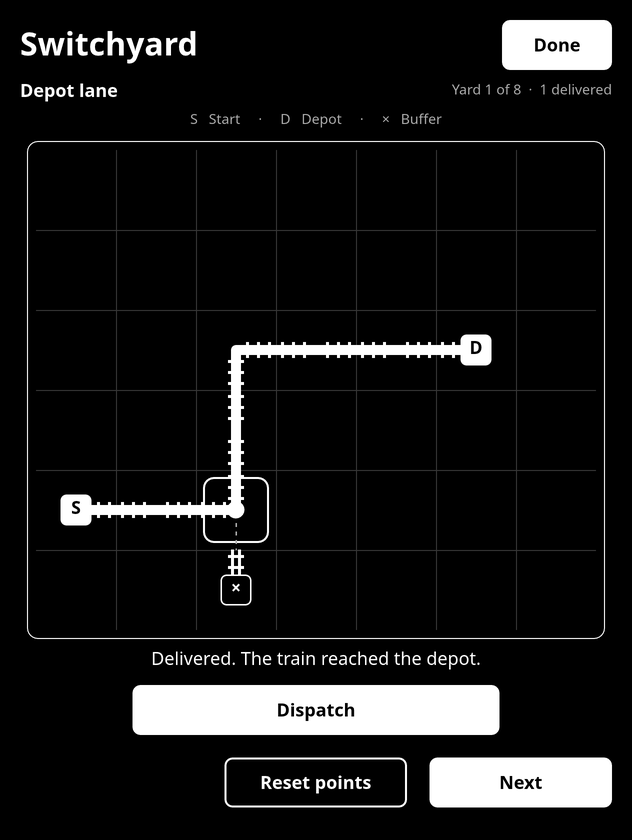 Switchyard
Done
Depot lane
Yard 1 of 8 · 1 delivered
S Start · D Depot · × Buffer
D
S
×
Delivered. The train reached the depot.
Dispatch
Reset points
Next